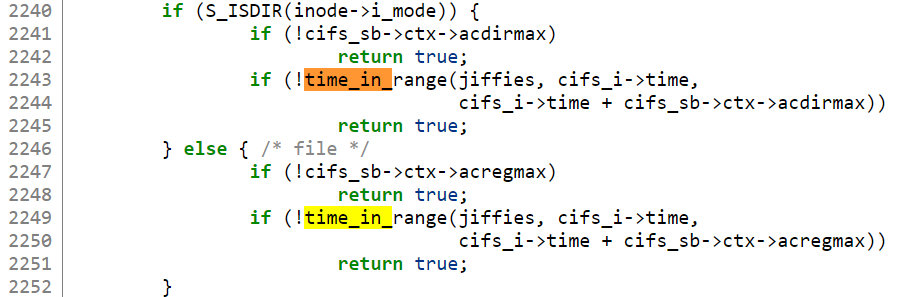 2240 if (S_ISDIR(inode->i_mode)) {
2241 if (!cifs_sb->ctx->acdirmax)
2242 return true;
2243 if (!time_in_range(jiffies, cifs_i->time,
2244 cifs_i->time + cifs_sb->ctx->acdirmax))
2245 return true;
2246 } else { /* file */
2247 if (!cifs_sb->ctx->acregmax)
2248 return true;
2249 if (!time_in_range(jiffies, cifs_i->time,
2250 cifs_i->time + cifs_sb->ctx->acregmax))
2251 return true;
2252 }